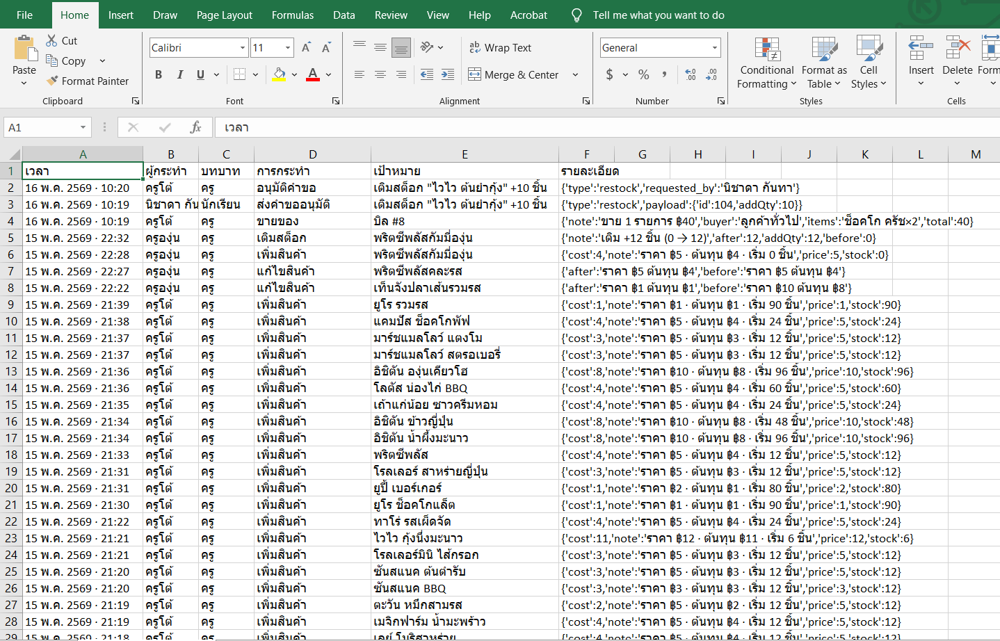 File Home Insert Draw Page Layout Formulas Data Review View Help Acrobat Tell me what you want to do
Paste Cut Copy Format Painter Clipboard
Calibri 11 B I U A Font
Wrap Text Merge & Center Alignment
General $ % , Number
Conditional Formatting Format as Table Cell Styles Styles
Insert Delete Form Cells
A1 fx เวลา
A B C D E F G H I J K L M
1 เวลา ผู้กระทำ บทบาท การกระทำ เป้าหมาย รายละเอียด
2 16 พ.ค. 2569 · 10:20 ครูโต้ ครู อนุมัติคำขอ เติมสต็อก "ไวไว ต้นยำกุ้ง" +10 ชิ้น {'type':'restock','requested_by':'นิชาดา กันทา'}
3 16 พ.ค. 2569 · 10:19 นิชาดา กัน นักเรียน ส่งคำขออนุมัติ เติมสต็อก "ไวไว ต้นยำกุ้ง" +10 ชิ้น {'type':'restock','payload':{'id':104,'addQty':10}}
4 16 พ.ค. 2569 · 10:19 ครูโต้ ครู ขายของ บิล #8 {'note':'ขาย 1 รายการ ฿40','buyer':'ลูกค้าทั่วไป','items':'ช็อคโก ครัช×2','total':40}
5 15 พ.ค. 2569 · 22:32 ครูองุ่น ครู เติมสต็อก พริตซีพลัสกัมมี่องุ่น {'note':'เติม +12 ชิ้น (0 → 12)','after':12,'addQty':12,'before':0}
6 15 พ.ค. 2569 · 22:28 ครูองุ่น ครู เพิ่มสินค้า พริตซีพลัสกัมมี่องุ่น {'cost':4,'note':'ราคา ฿5 · ต้นทุน ฿4 · เริ่ม 0 ชิ้น','price':5,'stock':0}
7 15 พ.ค. 2569 · 22:27 ครูองุ่น ครู แก้ไขสินค้า พริตซีพลัสคละรส {'after':'ราคา ฿5 ต้นทุน ฿4','before':'ราคา ฿5 ต้นทุน ฿4'}
8 15 พ.ค. 2569 · 22:22 ครูองุ่น ครู แก้ไขสินค้า เท็นจังปลาเส้นรวมรส {'after':'ราคา ฿1 ต้นทุน ฿1','before':'ราคา ฿10 ต้นทุน ฿8'}
9 15 พ.ค. 2569 · 21:39 ครูโต้ ครู เพิ่มสินค้า ยูโร รวมรส {'cost':1,'note':'ราคา ฿1 · ต้นทุน ฿1 · เริ่ม 90 ชิ้น','price':1,'stock':90}
10 15 พ.ค. 2569 · 21:38 ครูโต้ ครู เพิ่มสินค้า แคมปัส ช็อคโกพัฟ {'cost':4,'note':'ราคา ฿5 · ต้นทุน ฿4 · เริ่ม 24 ชิ้น','price':5,'stock':24}
11 15 พ.ค. 2569 · 21:37 ครูโต้ ครู เพิ่มสินค้า มาร์ชแมลโลว์ แตงโม {'cost':3,'note':'ราคา ฿5 · ต้นทุน ฿3 · เริ่ม 12 ชิ้น','price':5,'stock':12}
12 15 พ.ค. 2569 · 21:37 ครูโต้ ครู เพิ่มสินค้า มาร์ชแมลโลว์ สตรอเบอรี่ {'cost':3,'note':'ราคา ฿5 · ต้นทุน ฿3 · เริ่ม 12 ชิ้น','price':5,'stock':12}
13 15 พ.ค. 2569 · 21:36 ครูโต้ ครู เพิ่มสินค้า อิชิตัน องุ่นเคียวโฮ {'cost':8,'note':'ราคา ฿10 · ต้นทุน ฿8 · เริ่ม 96 ชิ้น','price':10,'stock':96}
14 15 พ.ค. 2569 · 21:36 ครูโต้ ครู เพิ่มสินค้า โลตัส น่องไก่ BBQ {'cost':4,'note':'ราคา ฿5 · ต้นทุน ฿4 · เริ่ม 60 ชิ้น','price':5,'stock':60}
15 15 พ.ค. 2569 · 21:35 ครูโต้ ครู เพิ่มสินค้า เถ้าแก่น้อย ซาวครีมหอม {'cost':4,'note':'ราคา ฿5 · ต้นทุน ฿4 · เริ่ม 24 ชิ้น','price':5,'stock':24}
16 15 พ.ค. 2569 · 21:34 ครูโต้ ครู เพิ่มสินค้า อิชิตัน ข้าวญี่ปุ่น {'cost':8,'note':'ราคา ฿10 · ต้นทุน ฿8 · เริ่ม 48 ชิ้น','price':10,'stock':48}
17 15 พ.ค. 2569 · 21:34 ครูโต้ ครู เพิ่มสินค้า อิชิตัน น้ำผึ้งมะนาว {'cost':8,'note':'ราคา ฿10 · ต้นทุน ฿8 · เริ่ม 96 ชิ้น','price':10,'stock':96}
18 15 พ.ค. 2569 · 21:33 ครูโต้ ครู เพิ่มสินค้า พริตซีพลัส {'cost':4,'note':'ราคา ฿5 · ต้นทุน ฿4 · เริ่ม 12 ชิ้น','price':5,'stock':12}
19 15 พ.ค. 2569 · 21:31 ครูโต้ ครู เพิ่มสินค้า โรลเลอร์ สาหร่ายญี่ปุ่น {'cost':3,'note':'ราคา ฿5 · ต้นทุน ฿3 · เริ่ม 12 ชิ้น','price':5,'stock':12}
20 15 พ.ค. 2569 · 21:31 ครูโต้ ครู เพิ่มสินค้า ยูปี้ เบอร์เกอร์ {'cost':1,'note':'ราคา ฿2 · ต้นทุน ฿1 · เริ่ม 80 ชิ้น','price':2,'stock':80}
21 15 พ.ค. 2569 · 21:30 ครูโต้ ครู เพิ่มสินค้า ยูโร ช็อคโกแล็ต {'cost':1,'note':'ราคา ฿1 · ต้นทุน ฿1 · เริ่ม 90 ชิ้น','price':1,'stock':90}
22 15 พ.ค. 2569 · 21:22 ครูโต้ ครู เพิ่มสินค้า ทาโร่ รสเผ็ดจัด {'cost':4,'note':'ราคา ฿5 · ต้นทุน ฿4 · เริ่ม 24 ชิ้น','price':5,'stock':24}
23 15 พ.ค. 2569 · 21:21 ครูโต้ ครู เพิ่มสินค้า ไวไว กุ้งนึ่งมะนาว {'cost':11,'note':'ราคา ฿12 · ต้นทุน ฿11 · เริ่ม 6 ชิ้น','price':12,'stock':6}
24 15 พ.ค. 2569 · 21:21 ครูโต้ ครู เพิ่มสินค้า โรลเลอร์มินิ ไส้กรอก {'cost':3,'note':'ราคา ฿5 · ต้นทุน ฿3 · เริ่ม 12 ชิ้น','price':5,'stock':12}
25 15 พ.ค. 2569 · 21:20 ครูโต้ ครู เพิ่มสินค้า ซันสแนค ต้นตำรับ {'cost':3,'note':'ราคา ฿5 · ต้นทุน ฿3 · เริ่ม 12 ชิ้น','price':5,'stock':12}
26 15 พ.ค. 2569 · 21:20 ครูโต้ ครู เพิ่มสินค้า ซันสแนค BBQ {'cost':3,'note':'ราคา ฿3 · ต้นทุน ฿3 · เริ่ม 12 ชิ้น','price':3,'stock':12}
27 15 พ.ค. 2569 · 21:19 ครูโต้ ครู เพิ่มสินค้า ตะวัน หมึกสามรส {'cost':2,'note':'ราคา ฿5 · ต้นทุน ฿2 · เริ่ม 12 ชิ้น','price':5,'stock':12}
28 15 พ.ค. 2569 · 21:19 ครูโต้ ครู เพิ่มสินค้า เมจิกฟาร์ม น้ำมะพร้าว {'cost':4,'note':'ราคา ฿5 · ต้นทุน ฿4 · เริ่ม 12 ชิ้น','price':5,'stock':12}
29 15 พ.ค. 2569 · 21:18 ครูโต้ ครู เพิ่มสินค้า {'cost':4,'note':'ราคา ฿5 · ต้นทุน ฿4 · เริ่ม 12 ชิ้น','price':5,'stock':12}